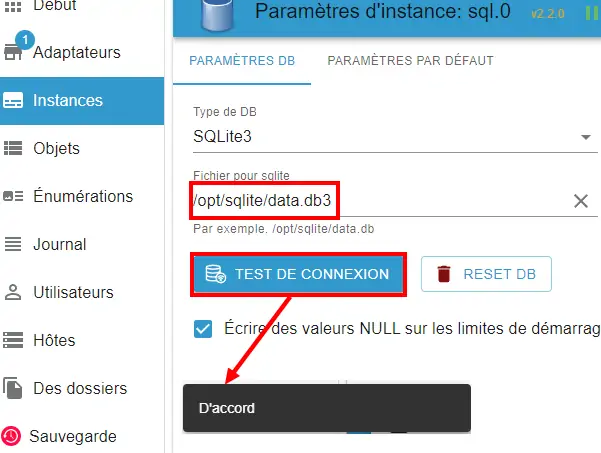 Début
1
Adaptateurs
Instances
Objets
Énumérations
Journal
Utilisateurs
Hôtes
Des dossiers
Sauvegarde
Paramètres d'instance: sql.0
v2.2.0
PARAMÈTRES DB
PARAMÈTRES PAR DÉFAUT
Type de DB
SQLite3
Fichier pour sqlite
/opt/sqlite/data.db3
Par exemple. /opt/sqlite/data.db
TEST DE CONNEXION
RESET DB
Écrire des valeurs NULL sur les limites de démarrag
D'accord